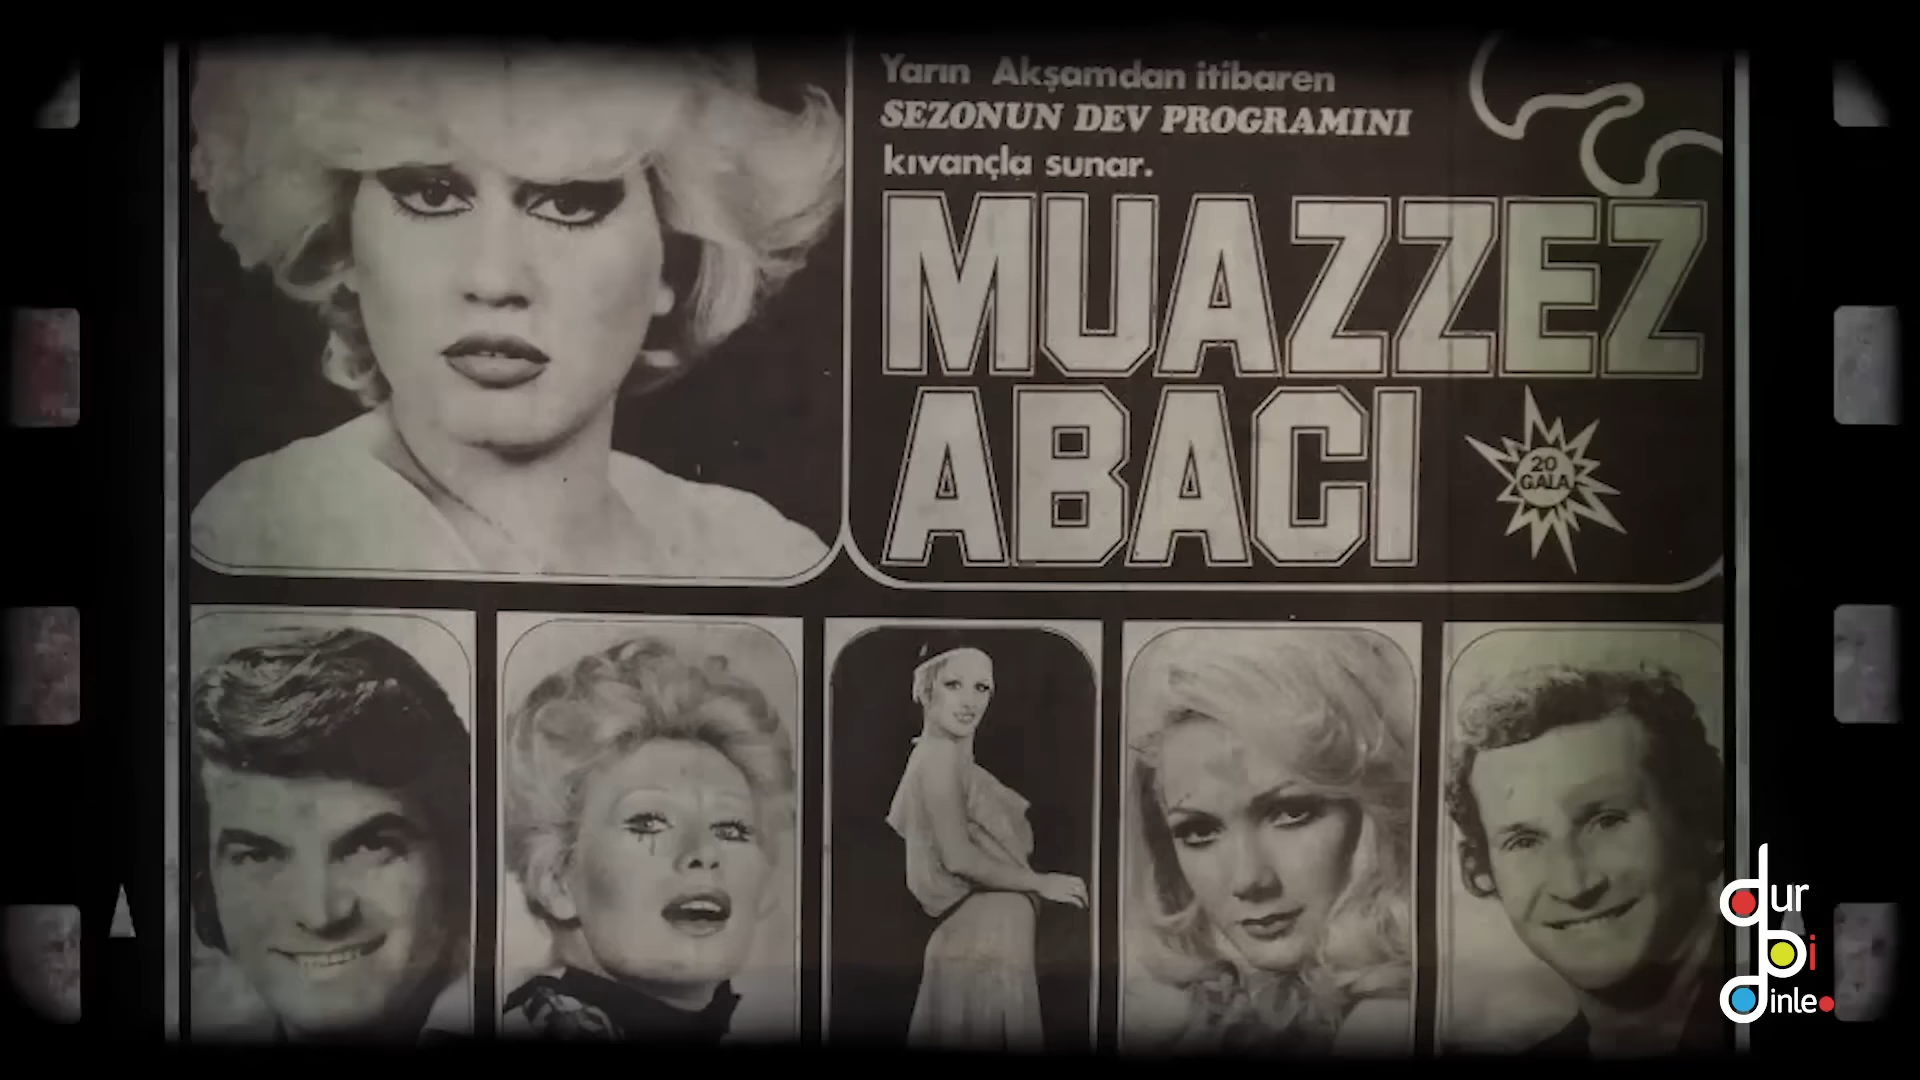 Yarın Akşamdan itibaren
SEZONUN DEV PROGRAMINI
kıvançla sunar.
MUAZZEZ
ABACI
20
GALA
dur
bi
dinle